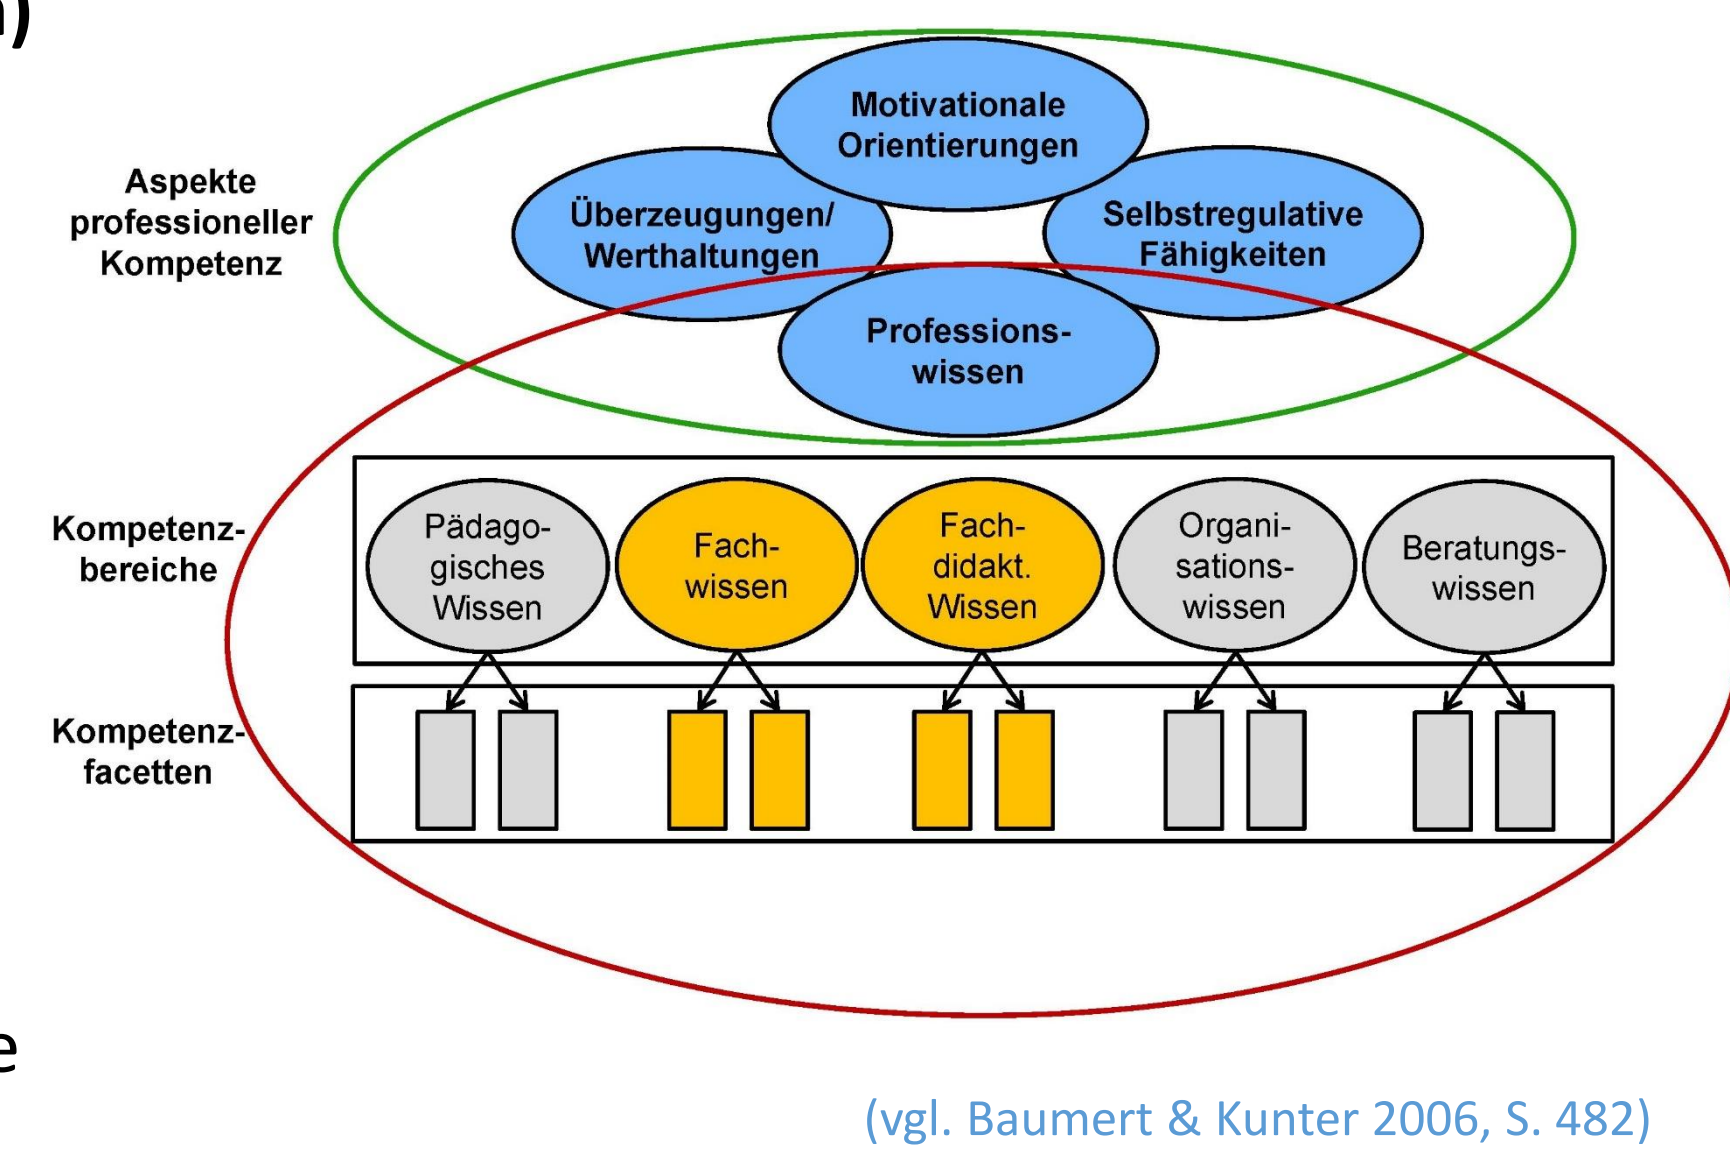 )
Motivationale
Orientierungen
Aspekte
professioneller
Kompetenz
Überzeugungen/
Werthaltungen
Selbstregulative
Fähigkeiten
Professions-
wissen
Kompetenz-
bereiche
Pädago-
gisches
Wissen
Fach-
wissen
Fach-
didakt.
Wissen
Organi-
sations-
wissen
Beratungs-
wissen
Kompetenz-
facetten
e
(vgl. Baumert & Kunter 2006, S. 482)